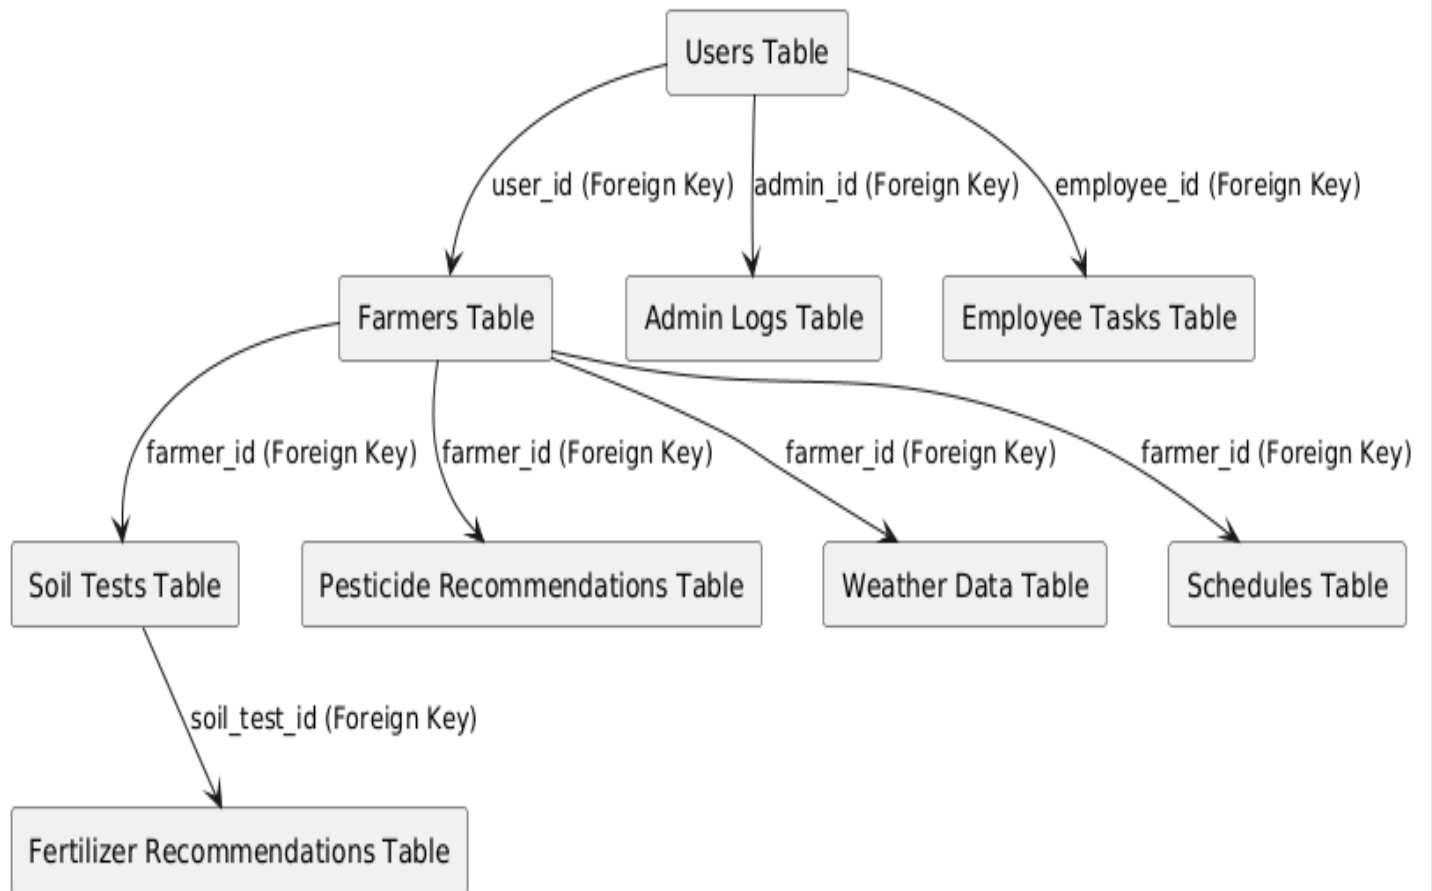 Users Table
user_id (Foreign Key)
admin_id (Foreign Key)
employee_id (Foreign Key)
Farmers Table
Admin Logs Table
Employee Tasks Table
farmer_id (Foreign Key)
farmer_id (Foreign Key)
farmer_id (Foreign Key)
farmer_id (Foreign Key)
Soil Tests Table
Pesticide Recommendations Table
Weather Data Table
Schedules Table
soil_test_id (Foreign Key)
Fertilizer Recommendations Table